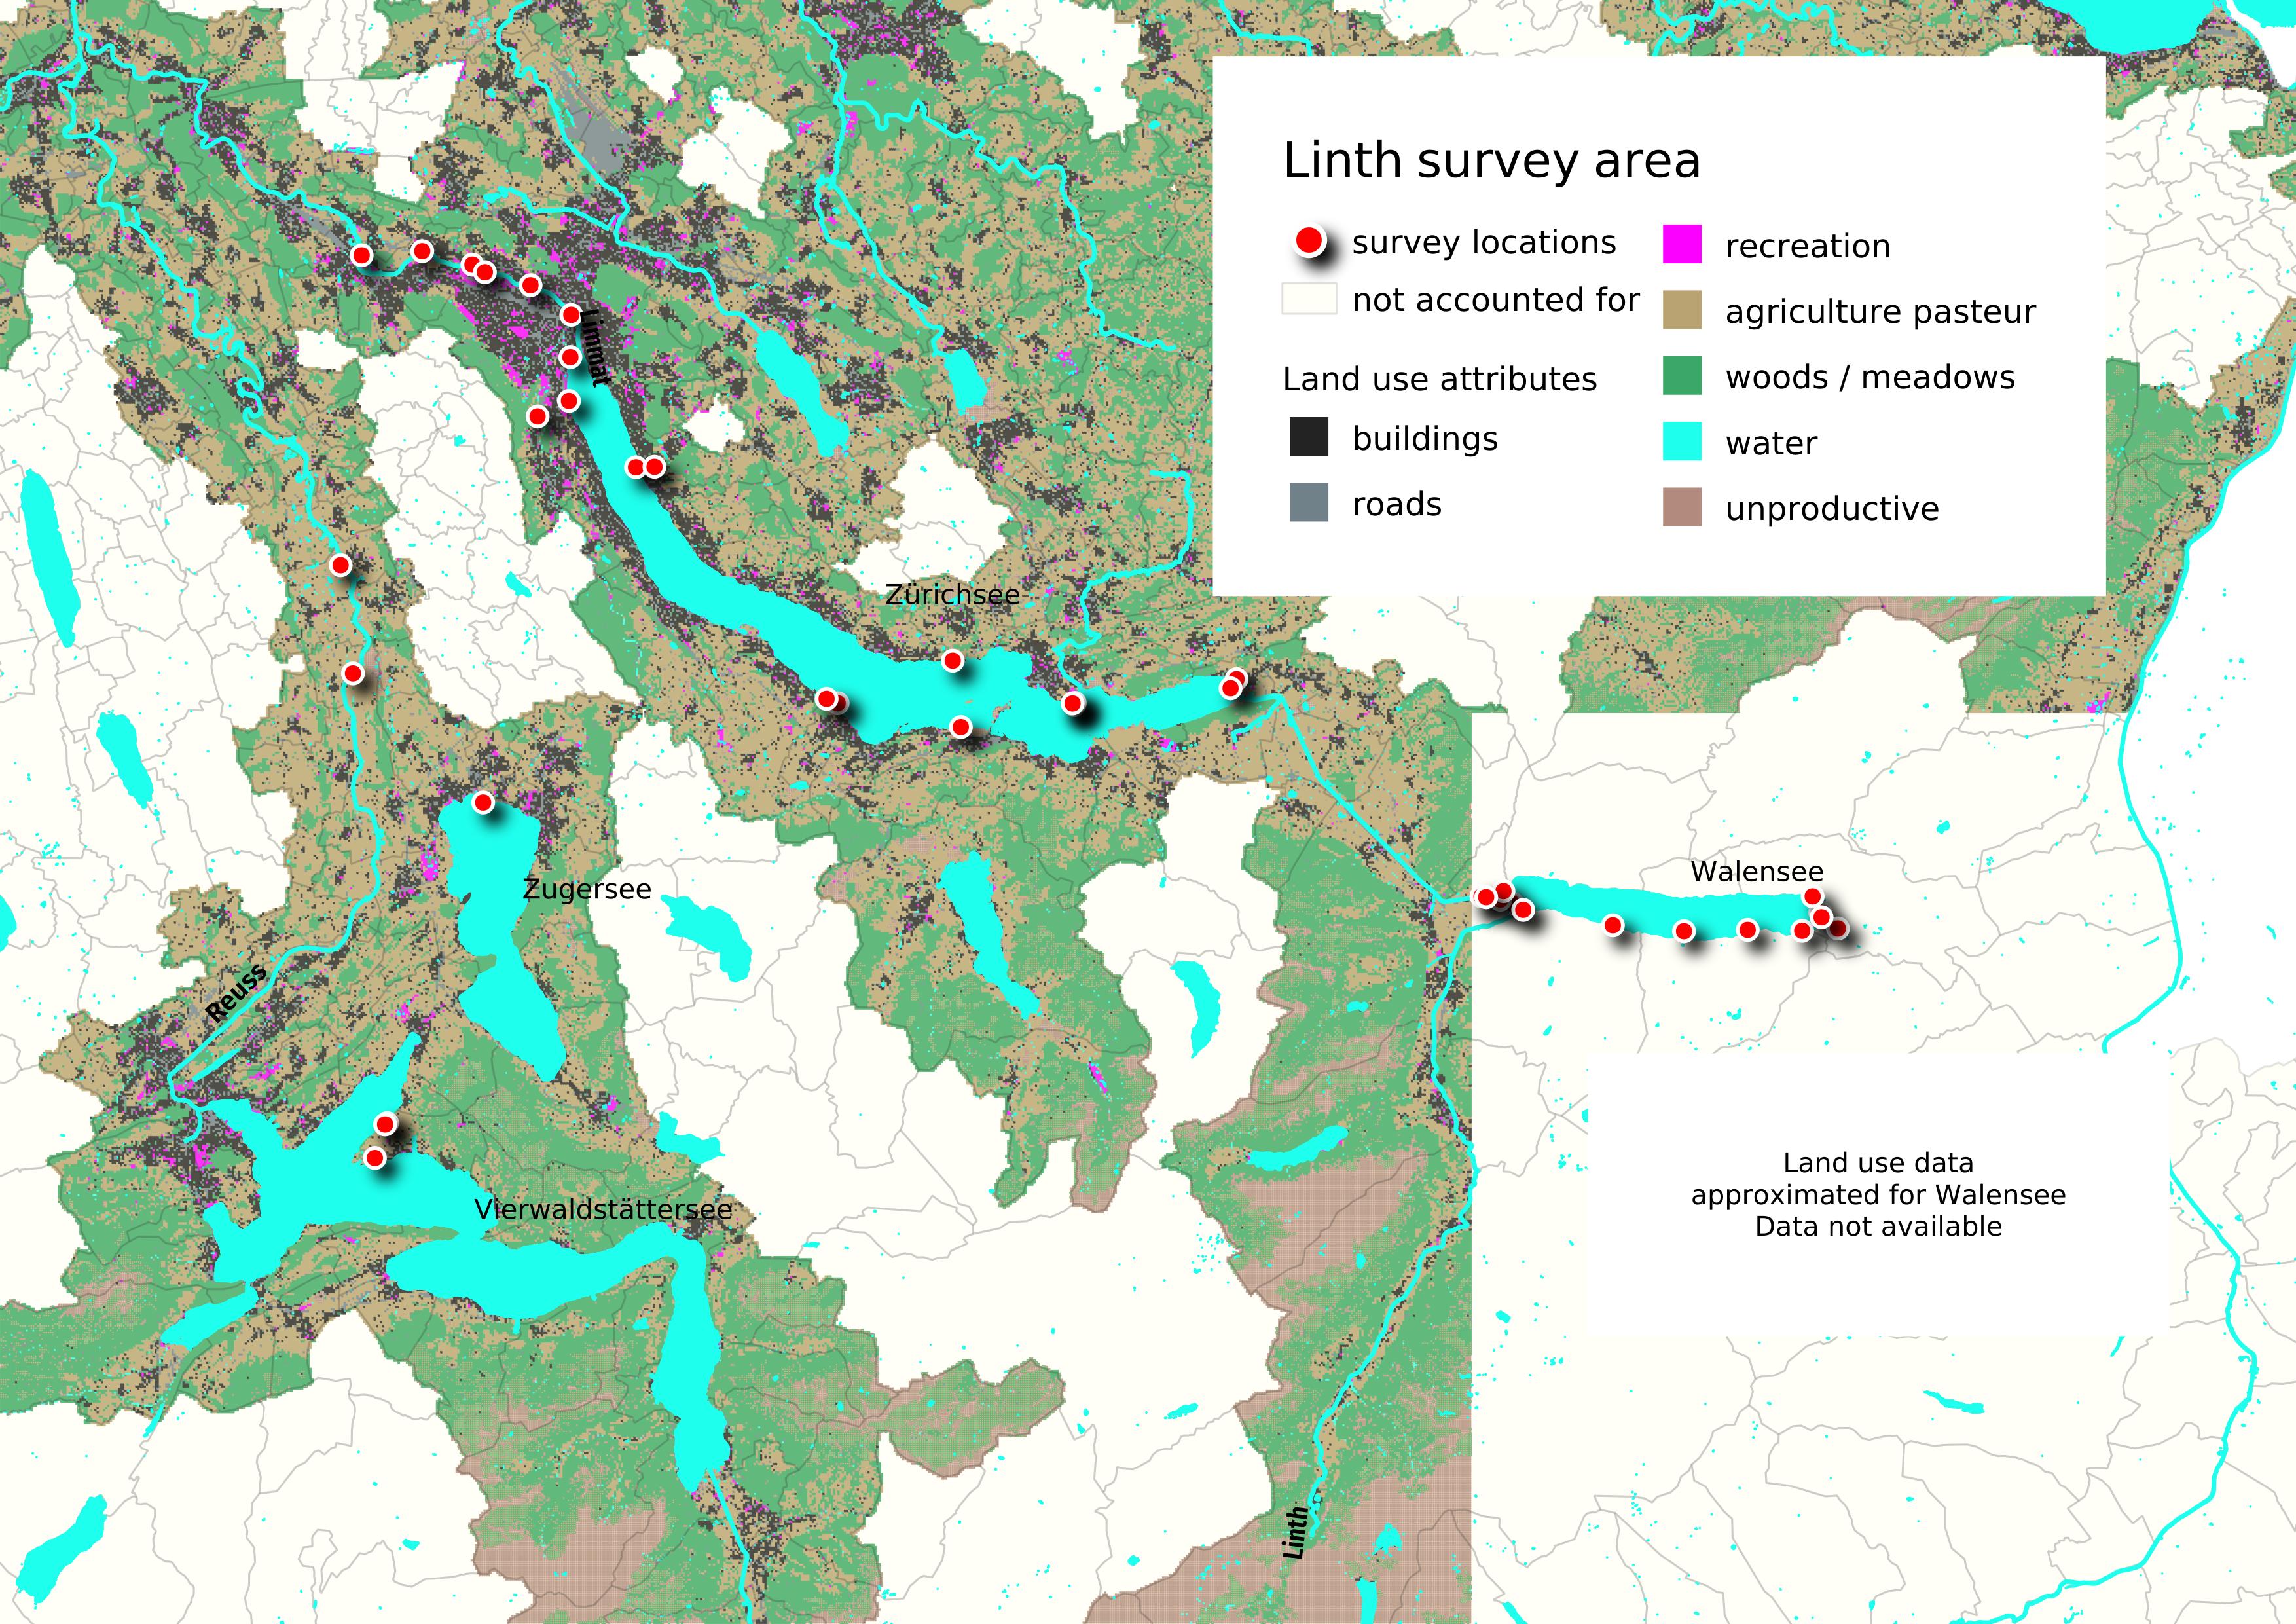 Linth survey area
survey locations
not accounted for
Land use attributes
buildings
roads
recreation
agriculture pasteur
woods / meadows
water
unproductive
Limmat
Zürichsee
Walensee
Zugersee
Reuss
Vierwaldstättersee
Land use data
approximated for Walensee
Data not available
Linth